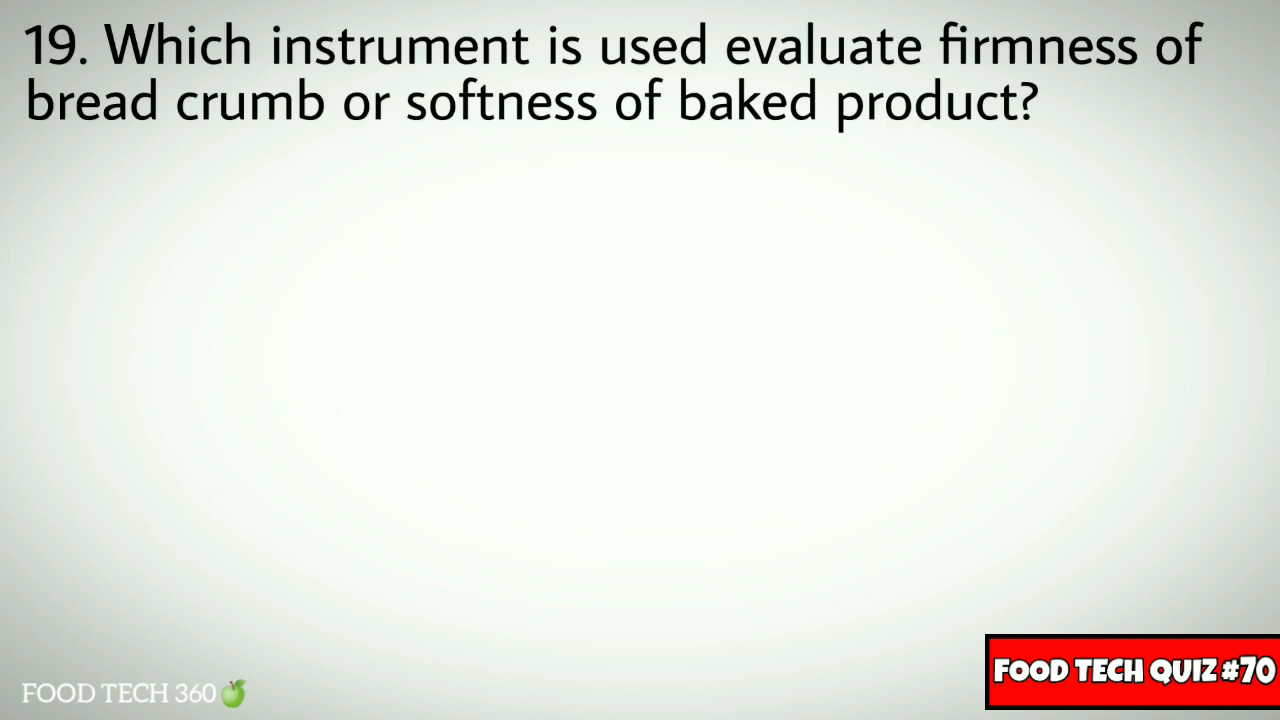 19. Which instrument is used evaluate firmness of
bread crumb or softness of baked product?
FOOD TECH 360
FOOD TECH QUIZ #70